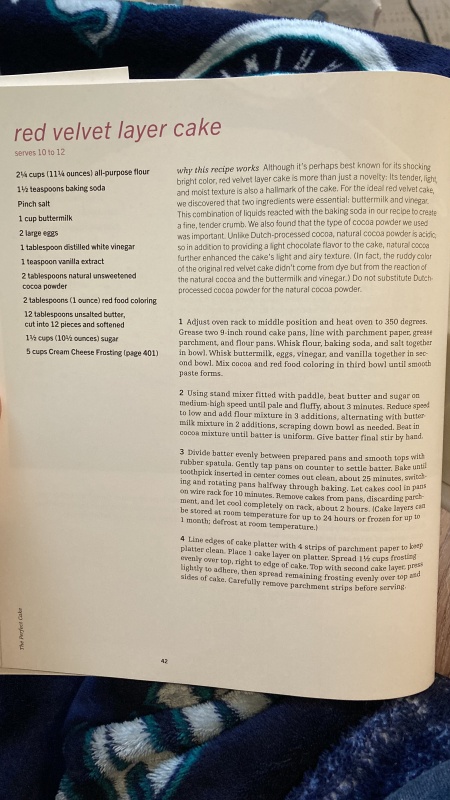 red velvet layer cake
serves 10 to 12
2¼ cups (11¼ ounces) all-purpose flour
1½ teaspoons baking soda
Pinch salt
1 cup buttermilk
2 large eggs
1 tablespoon distilled white vinegar
1 teaspoon vanilla extract
2 tablespoons natural unsweetened
cocoa powder
2 tablespoons (1 ounce) red food coloring
12 tablespoons unsalted butter,
cut into 12 pieces and softened
1½ cups (10½ ounces) sugar
5 cups Cream Cheese Frosting (page 401)
why this recipe works Although it's perhaps best known for its shocking
bright color, red velvet layer cake is more than just a novelty: Its tender, light,
and moist texture is also a hallmark of the cake. For the ideal red velvet cake,
we discovered that two ingredients were essential: buttermilk and vinegar.
This combination of liquids reacted with the baking soda in our recipe to create
a fine, tender crumb. We also found that the type of cocoa powder we used
was important. Unlike Dutch-processed cocoa, natural cocoa powder is acidic;
so in addition to providing a light chocolate flavor to the cake, natural cocoa
further enhanced the cake's light and airy texture. (In fact, the ruddy color
of the original red velvet cake didn't come from dye but from the reaction of
the natural cocoa and the buttermilk and vinegar.) Do not substitute Dutch-
processed cocoa powder for the natural cocoa powder.
1 Adjust oven rack to middle position and heat oven to 350 degrees.
Grease two 9-inch round cake pans, line with parchment paper, grease
parchment, and flour pans. Whisk flour, baking soda, and salt together
in bowl. Whisk buttermilk, eggs, vinegar, and vanilla together in sec-
ond bowl. Mix cocoa and red food coloring in third bowl until smooth
paste forms.
2 Using stand mixer fitted with paddle, beat butter and sugar on
medium-high speed until pale and fluffy, about 3 minutes. Reduce speed
to low and add flour mixture in 3 additions, alternating with butter-
milk mixture in 2 additions, scraping down bowl as needed. Beat in
cocoa mixture until batter is uniform. Give batter final stir by hand.
3 Divide batter evenly between prepared pans and smooth tops with
rubber spatula. Gently tap pans on counter to settle batter. Bake until
toothpick inserted in center comes out clean, about 25 minutes, switch-
ing and rotating pans halfway through baking. Let cakes cool in pans
on wire rack for 10 minutes. Remove cakes from pans, discarding parch-
ment, and let cool completely on rack, about 2 hours. (Cake layers can
be stored at room temperature for up to 24 hours or frozen for up to
1 month; defrost at room temperature.)
4 Line edges of cake platter with 4 strips of parchment paper to keep
platter clean. Place 1 cake layer on platter. Spread 1½ cups frosting
evenly over top, right to edge of cake. Top with second cake layer, press
lightly to adhere, then spread remaining frosting evenly over top and
sides of cake. Carefully remove parchment strips before serving.
The Perfect Cake
42